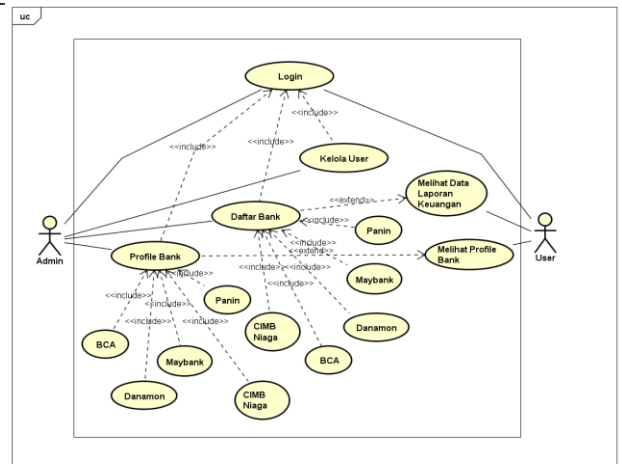 uc
Login
<<include>>
<<include>>
<<include>>
Kelola User
Melihat Data
Laporan
Keuangan
<<extend>>
Daftar Bank
<<include>>
Panin
Admin
User
Profile Bank
<<include>>
<<extend>>
Melihat Profile
Bank
<<include>>
<<include>>
<<include>>
Maybank
<<include>>
<<include>>
<<include>>
Panin
<<include>>
<<include>>
CIMB
Niaga
Danamon
BCA
Maybank
BCA
Danamon
CIMB
Niaga